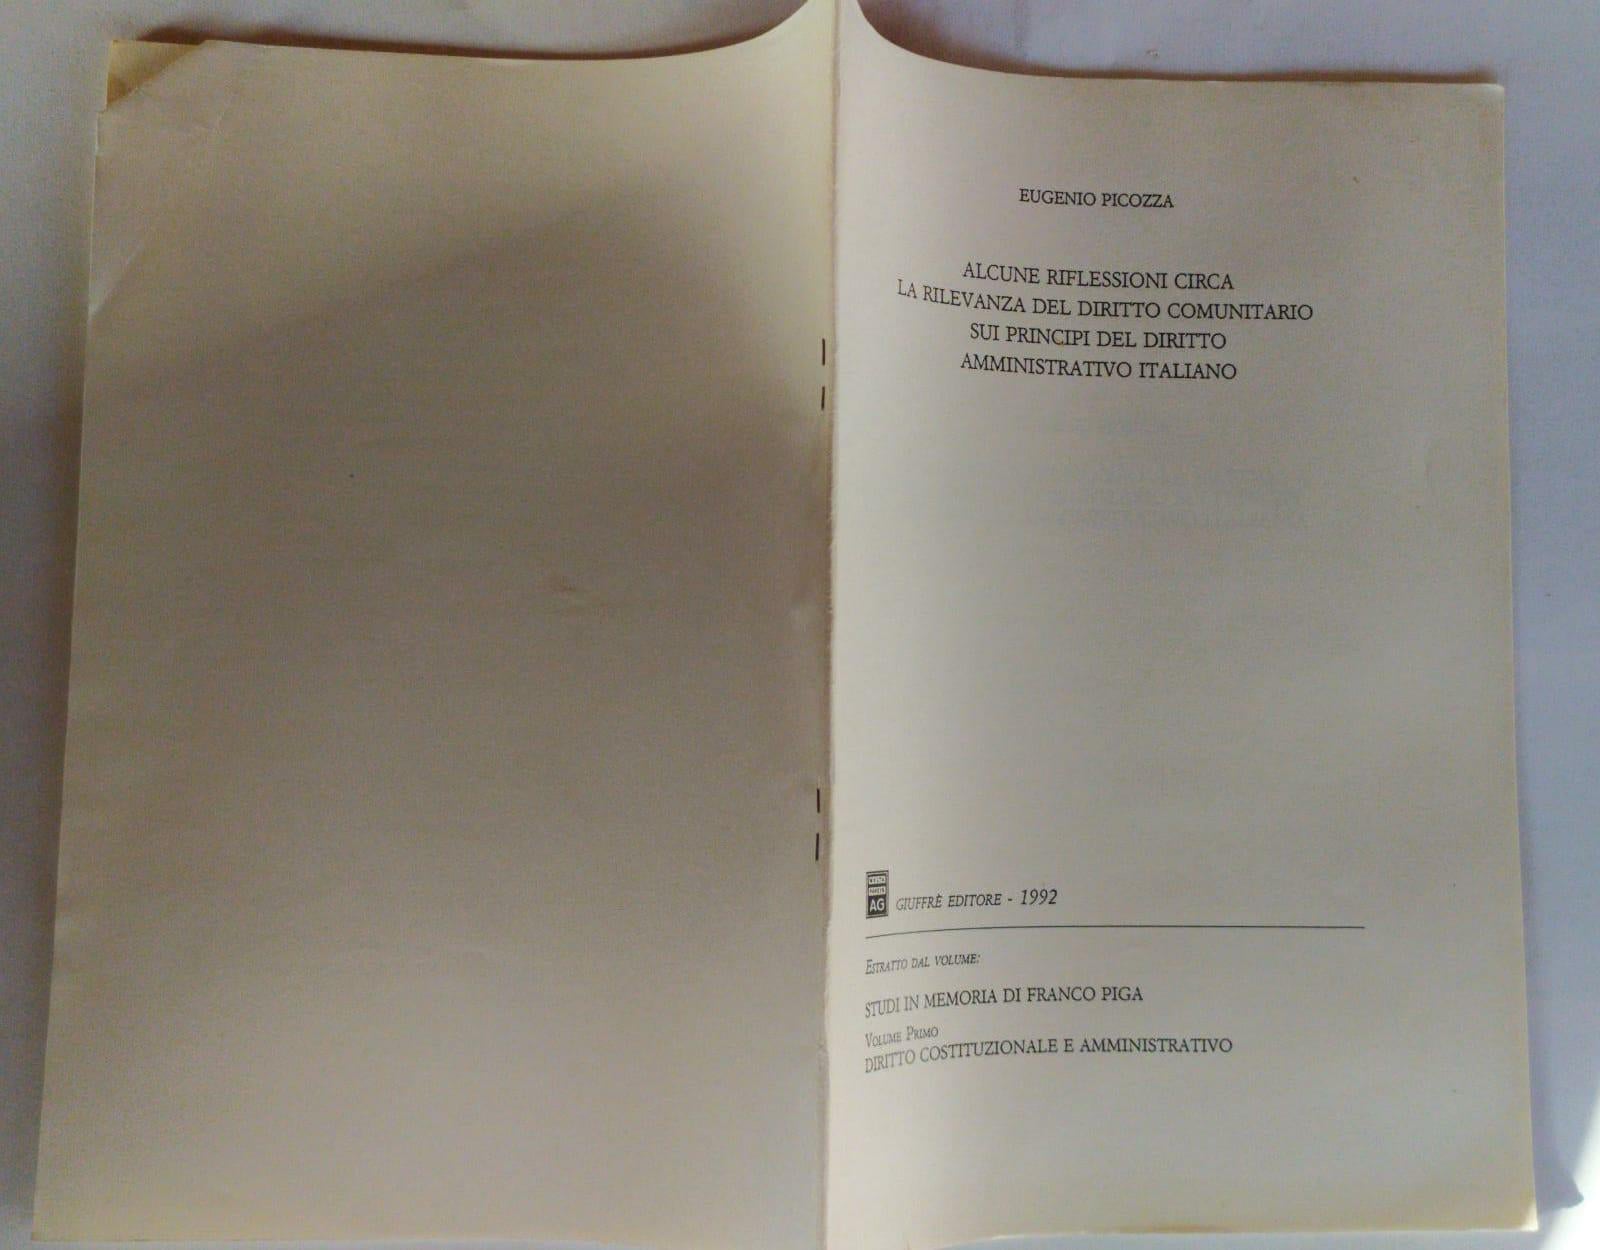 EUGENIO PICOZZA
ALCUNE RIFLESSIONI CIRCA
LA RILEVANZA DEL DIRITTO COMUNITARIO
SUI PRINCIPI DEL DIRITTO
AMMINISTRATIVO ITALIANO
AG
GIUFFRÈ EDITORE - 1992
ESTRATTO DAL VOLUME:
STUDI IN MEMORIA DI FRANCO PIGA
VOLUME PRIMO
DIRITTO COSTITUZIONALE E AMMINISTRATIVO